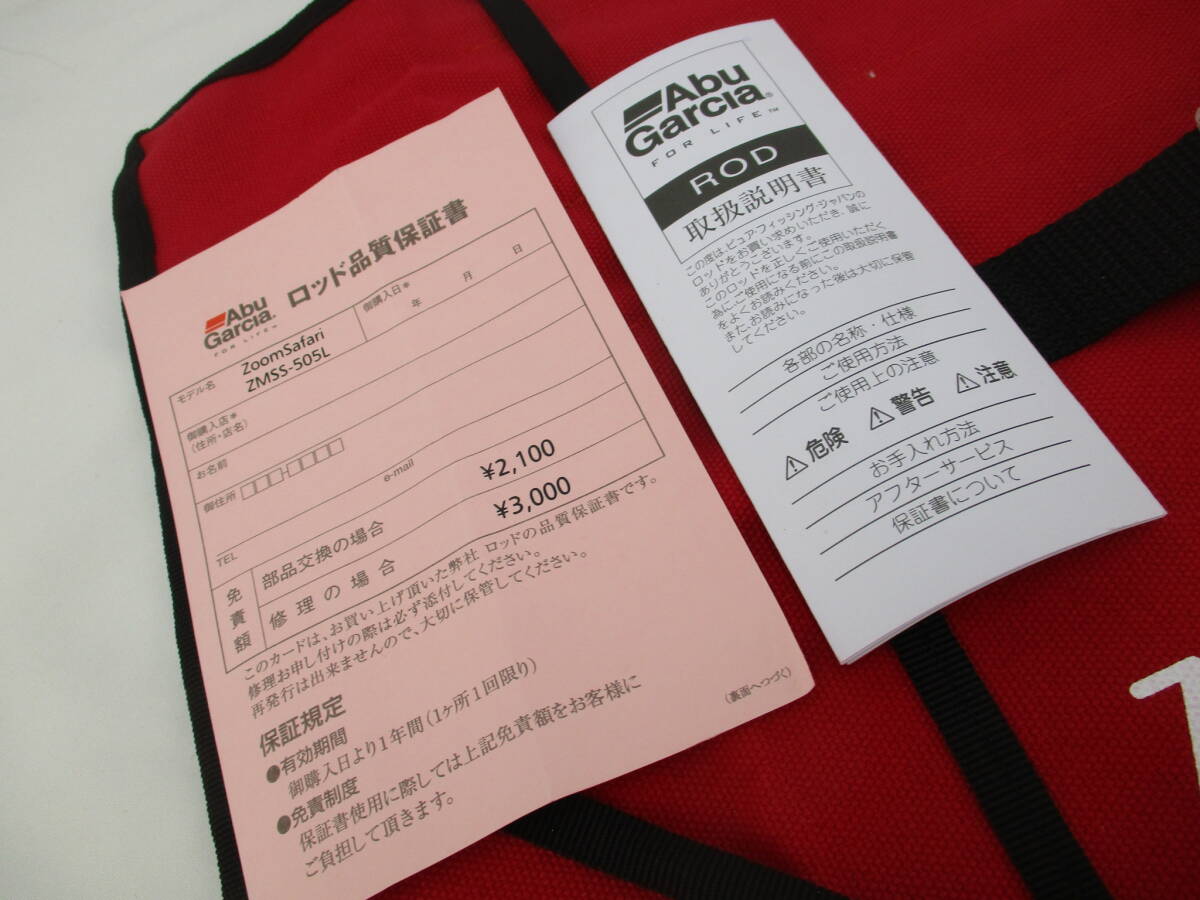 Abu
Garcia®
FOR LIFE™
ロッド品質保証書
モデル名
ZoomSafari
ZMSS-505L
御購入日*
年 月 日
御購入店*
(住所・店名)
お名前
御住所
TEL
e-mail
免責額
部品交換の場合 ¥2,100
修理の場合 ¥3,000
このカードは、お買い上げ頂いた弊社 ロッドの品質保証書です。
修理お申し付けの際は必ず添付してください。
再発行は出来ませんので、大切に保管してください。
保証規定
●有効期間
御購入日より1年間(1ヶ所1回限り)
●免責制度
保証書使用に際しては上記免責額をお客様に
ご負担して頂きます。
(裏面へつづく)
Abu
Garcia®
FOR LIFE™
ROD
取扱説明書
この度は、ピュア・フィッシング・ジャパンの
ロッドをお買い求めいただき、誠に
ありがとうございます。
このロッドを正しくご使用いただく
為に、ご使用になる前にこの取扱説明書
をよくお読みください。
また、お読みになった後は大切に保管
してください。
各部の名称・仕様
ご使用方法
ご使用上の注意
⚠危険 ⚠警告 ⚠注意
お手入れ方法
アフターサービス
保証書について